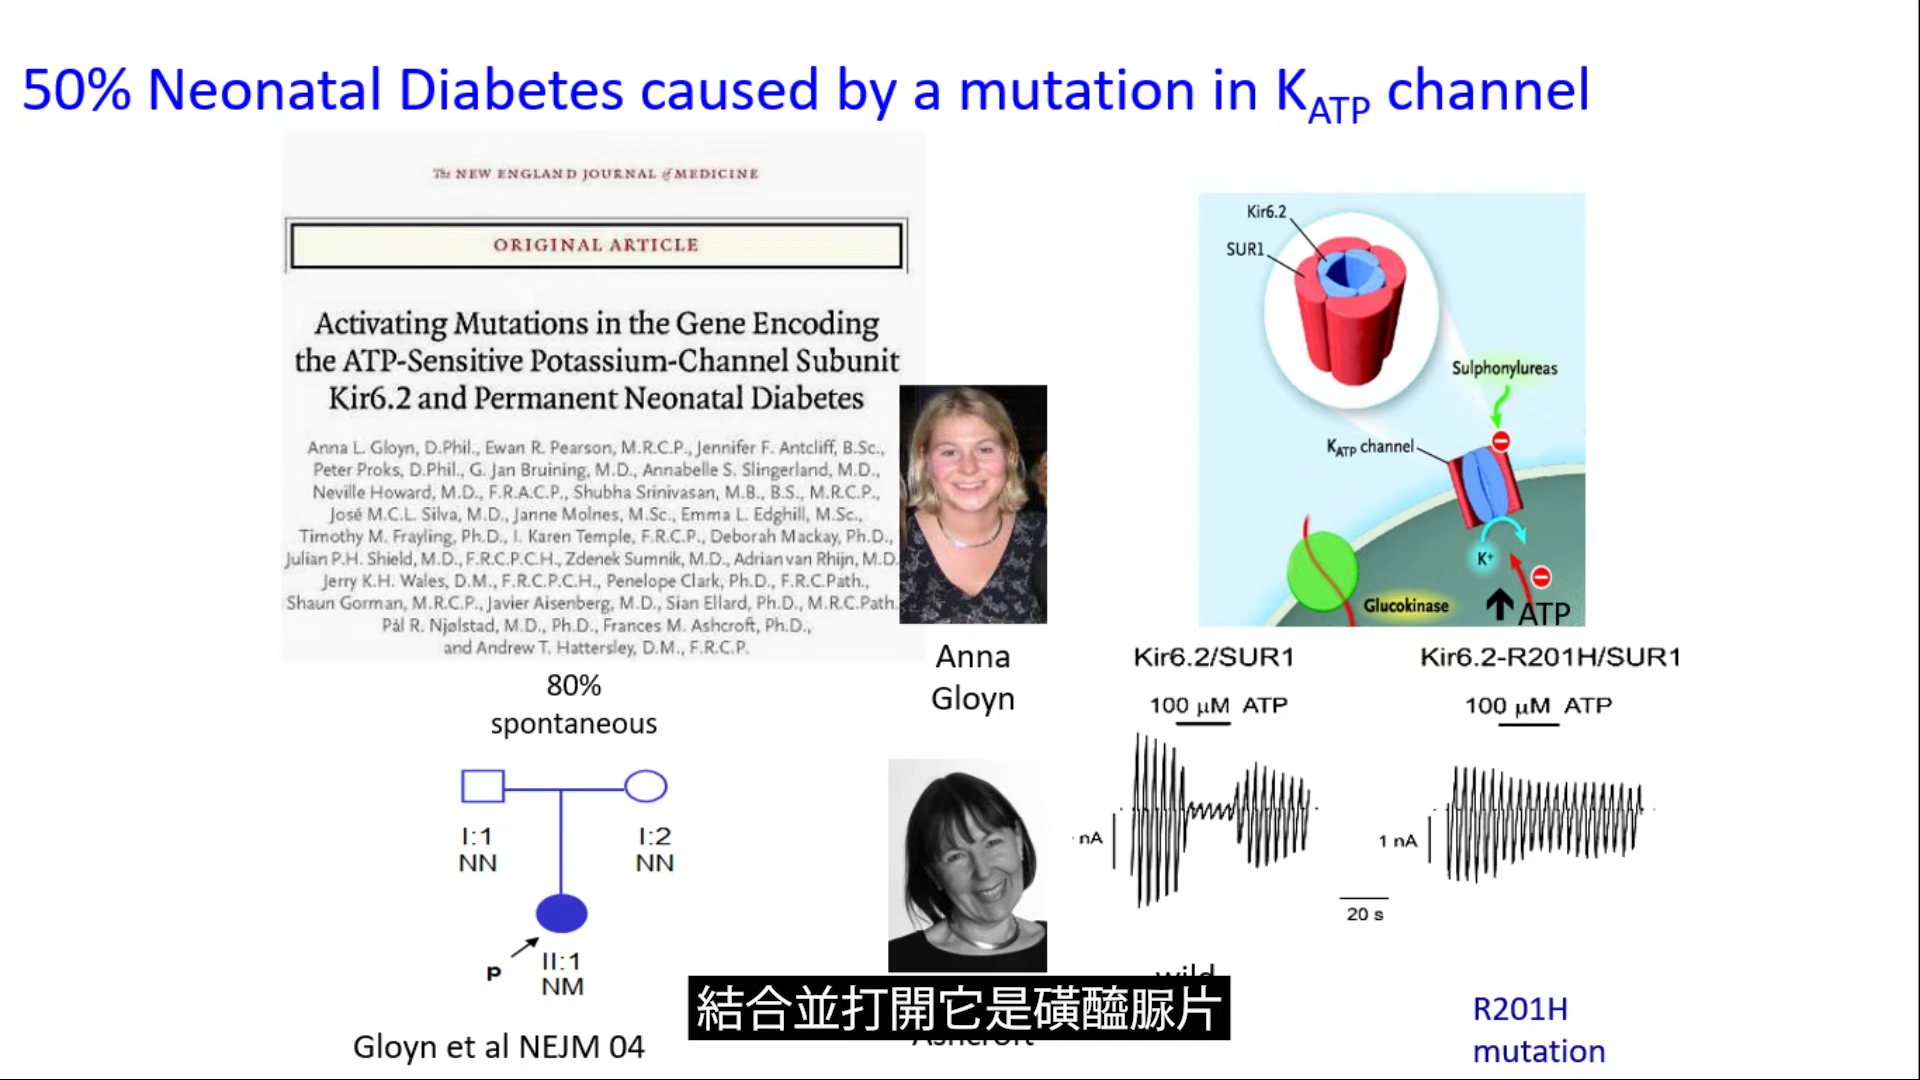 50% Neonatal Diabetes caused by a mutation in KATP channel
The NEW ENGLAND JOURNAL of MEDICINE
ORIGINAL ARTICLE
Activating Mutations in the Gene Encoding
the ATP-Sensitive Potassium-Channel Subunit
Kir6.2 and Permanent Neonatal Diabetes
Anna L. Gloyn, D.Phil., Ewan R. Pearson, M.R.C.P., Jennifer F. Antcliff, B.Sc.,
Peter Proks, D.Phil., G. Jan Bruining, M.D., Annabelle S. Slingerland, M.D.,
Neville Howard, M.D., F.R.A.C.P., Shubha Srinivasan, M.B., B.S., M.R.C.P.,
José M.C.L. Silva, M.D., Janne Molnes, M.Sc., Emma L. Edghill, M.Sc.,
Timothy M. Frayling, Ph.D., I. Karen Temple, F.R.C.P., Deborah Mackay, Ph.D.,
Julian P.H. Shield, M.D., F.R.C.P.C.H., Zdenek Sumnik, M.D., Adrian van Rhijn, M.D.
Jerry K.H. Wales, D.M., F.R.C.P.C.H., Penelope Clark, Ph.D., F.R.C.Path.,
Shaun Gorman, M.R.C.P., Javier Aisenberg, M.D., Sian Ellard, Ph.D., M.R.C.Path.
Pål R. Njølstad, M.D., Ph.D., Frances M. Ashcroft, Ph.D.,
and Andrew T. Hattersley, D.M., F.R.C.P.
80%
spontaneous
I:1
NN
I:2
NN
P
II:1
NM
Gloyn et al NEJM 04
Anna
Gloyn
Ashcroft
Kir6.2
SUR1
Sulphonylureas
KATP channel
K+
Glucokinase
ATP
Kir6.2/SUR1
100 µM ATP
nA
wild
Kir6.2-R201H/SUR1
100 µM ATP
1 nA
20 s
R201H
mutation
結合並打開它是磺醯脲片